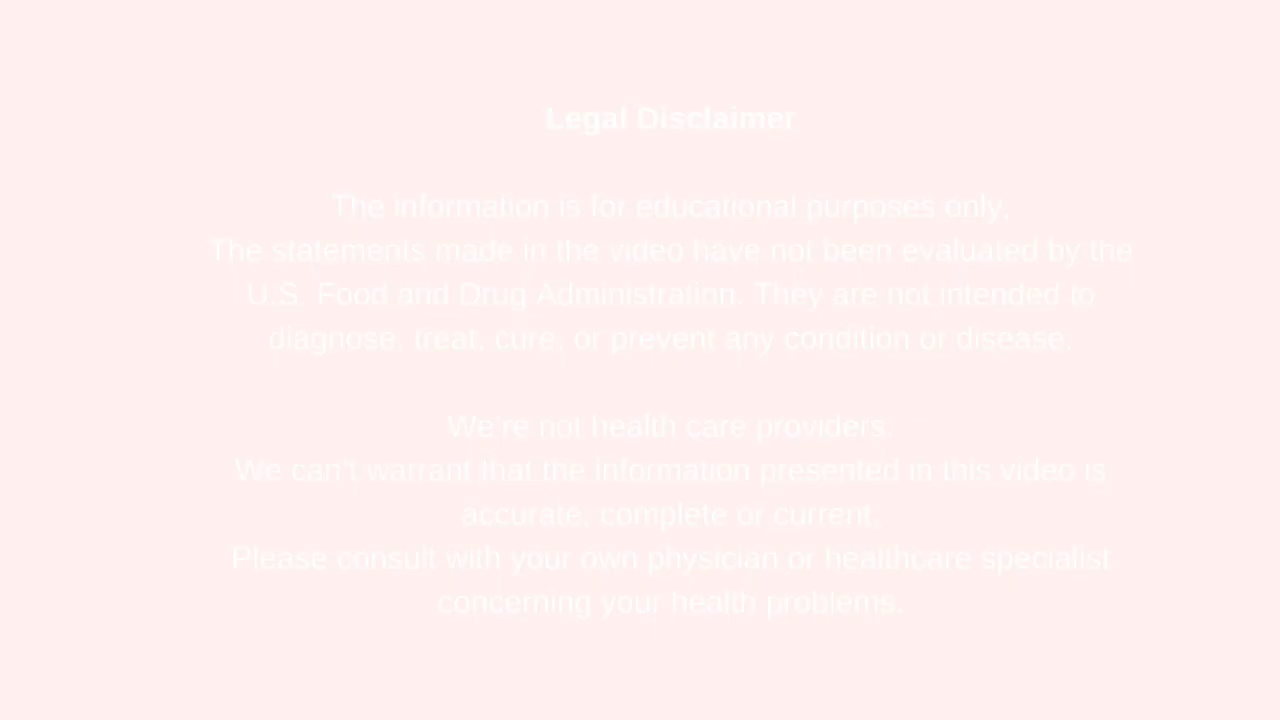 Legal Disclaimer
The information is for educational purposes only.
The statements made in the video have not been evaluated by the
U.S. Food and Drug Administration. They are not intended to
diagnose, treat, cure, or prevent any condition or disease.
We're not health care providers.
We can't warrant that the information presented in this video is
accurate, complete or current.
Please consult with your own physician or healthcare specialist
concerning your health problems.